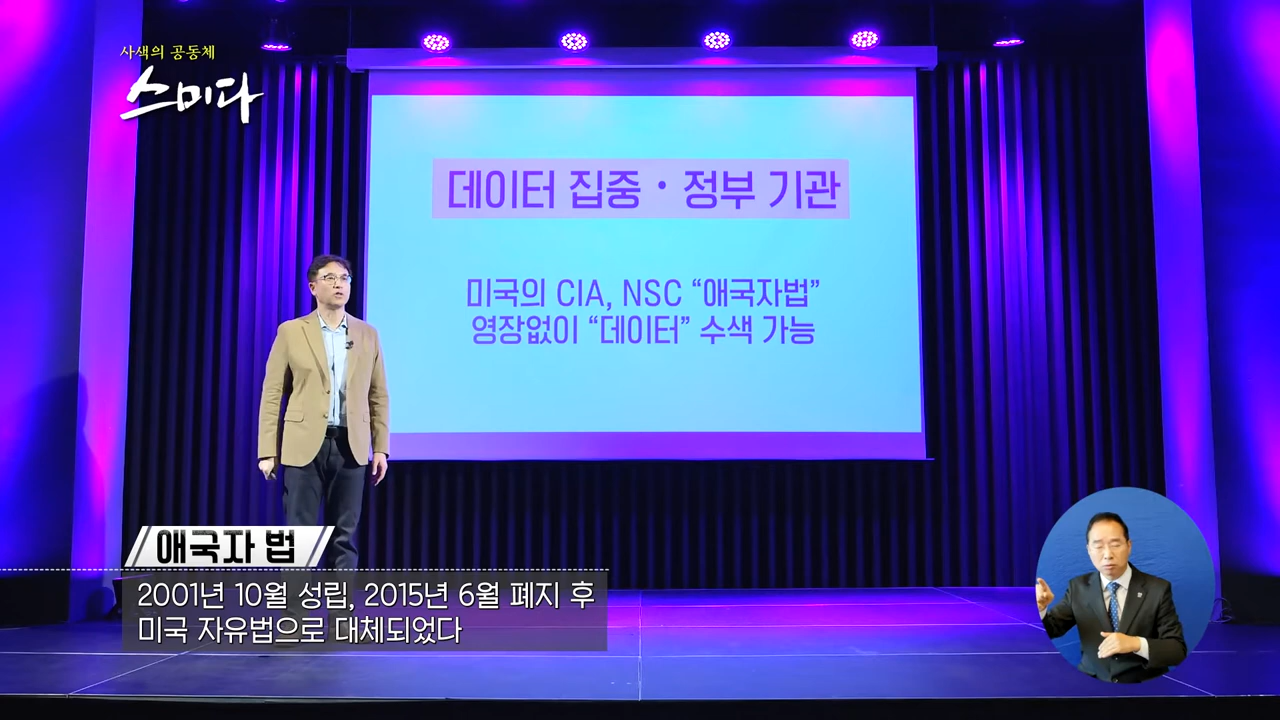 사색의 공동체
스미다
데이터 집중 • 정부 기관
미국의 CIA, NSC “애국자법”
영장없이 “데이터” 수색 가능
애국자 법
2001년 10월 성립, 2015년 6월 폐지 후
미국 자유법으로 대체되었다